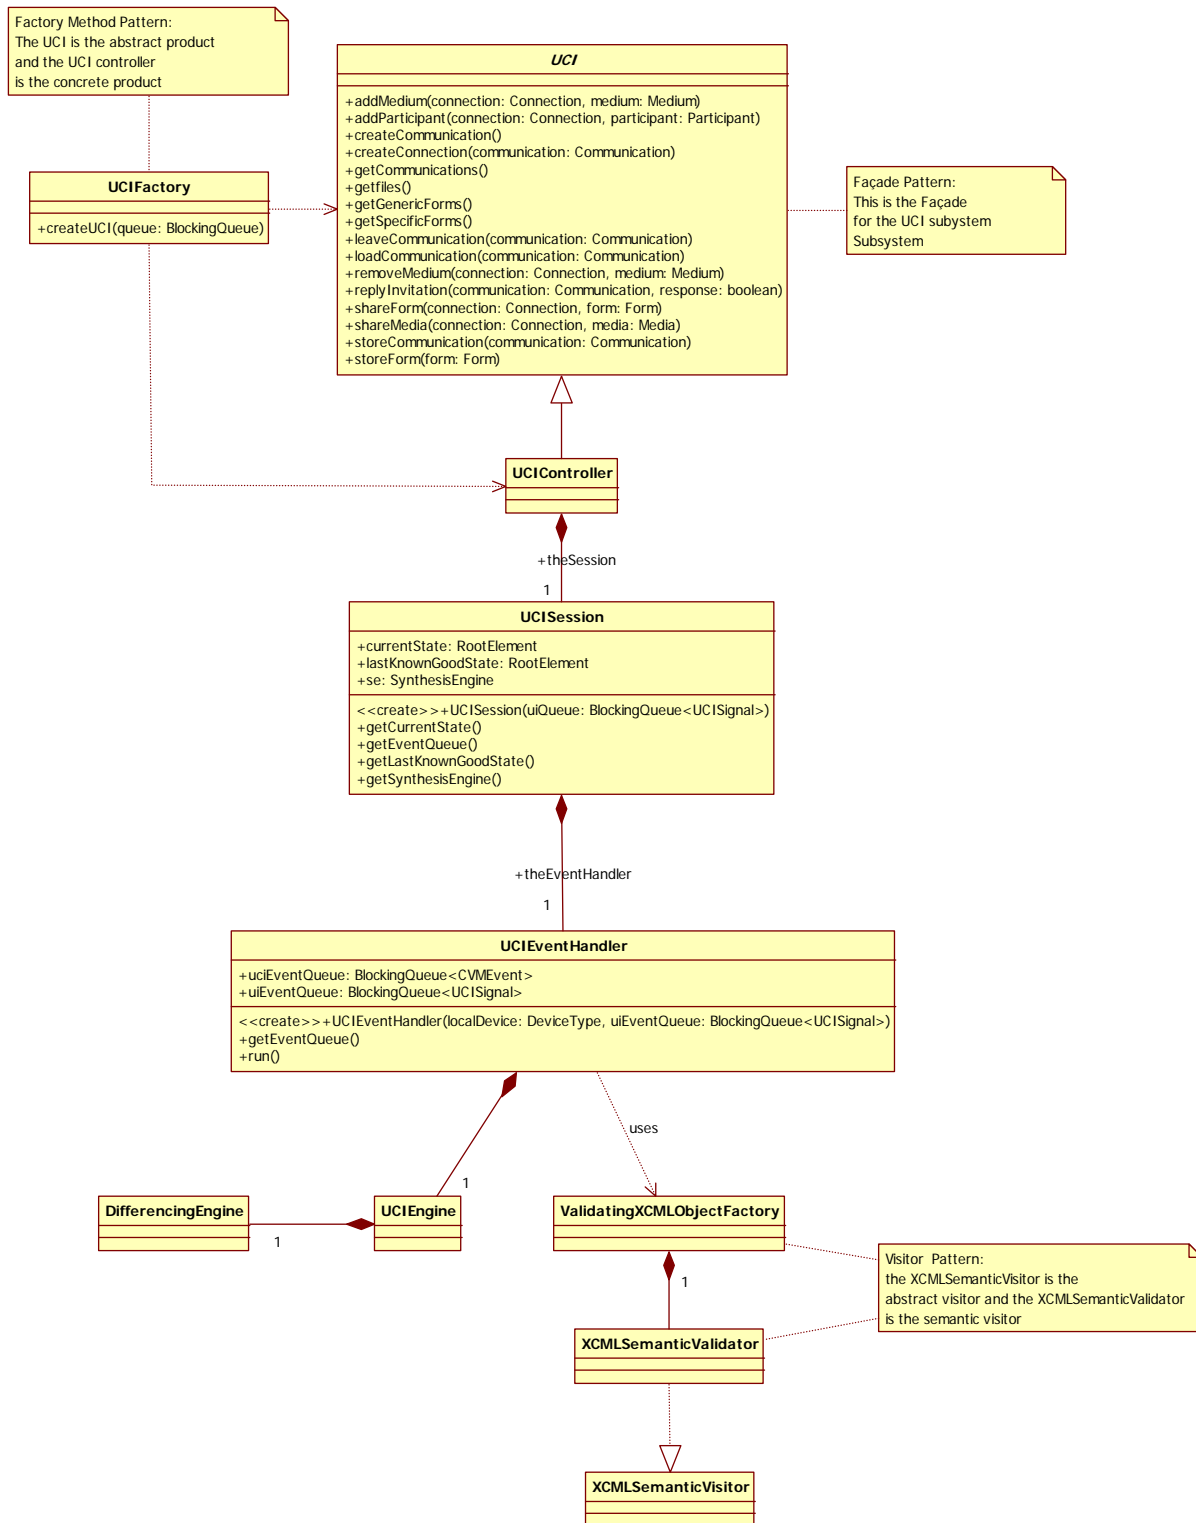 Factory Method Pattern:
The UCI is the abstract product
and the UCI controller
is the concrete product
UCI
+addMedium(connection: Connection, medium: Medium)
+addParticipant(connection: Connection, participant: Participant)
+createCommunication()
+createConnection(communication: Communication)
+getCommunications()
+getfiles()
+getGenericForms()
+getSpecificForms()
+leaveCommunication(communication: Communication)
+loadCommunication(communication: Communication)
+removeMedium(connection: Connection, medium: Medium)
+replyInvitation(communication: Communication, response: boolean)
+shareForm(connection: Connection, form: Form)
+shareMedia(connection: Connection, media: Media)
+storeCommunication(communication: Communication)
+storeForm(form: Form)
UCIFactory
+createUCI(queue: BlockingQueue)
Façade Pattern:
This is the Façade
for the UCI subystem
Subsystem
UCIController
+theSession
1
UCISession
+currentState: RootElement
+lastKnownGoodState: RootElement
+se: SynthesisEngine
<<create>>+UCISession(uiQueue: BlockingQueue<UCISignal>)
+getCurrentState()
+getEventQueue()
+getLastKnownGoodState()
+getSynthesisEngine()
+theEventHandler
1
UCIEventHandler
+uciEventQueue: BlockingQueue<CVMEvent>
+uiEventQueue: BlockingQueue<UCISignal>
<<create>>+UCIEventHandler(localDevice: DeviceType, uiEventQueue: BlockingQueue<UCISignal>)
+getEventQueue()
+run()
uses
1
DifferencingEngine
1
UCIEngine
ValidatingXCMLObjectFactory
1
Visitor  Pattern:
the XCMLSemanticVisitor is the
abstract visitor and the XCMLSemanticValidator
is the semantic visitor
XCMLSemanticValidator
XCMLSemanticVisitor